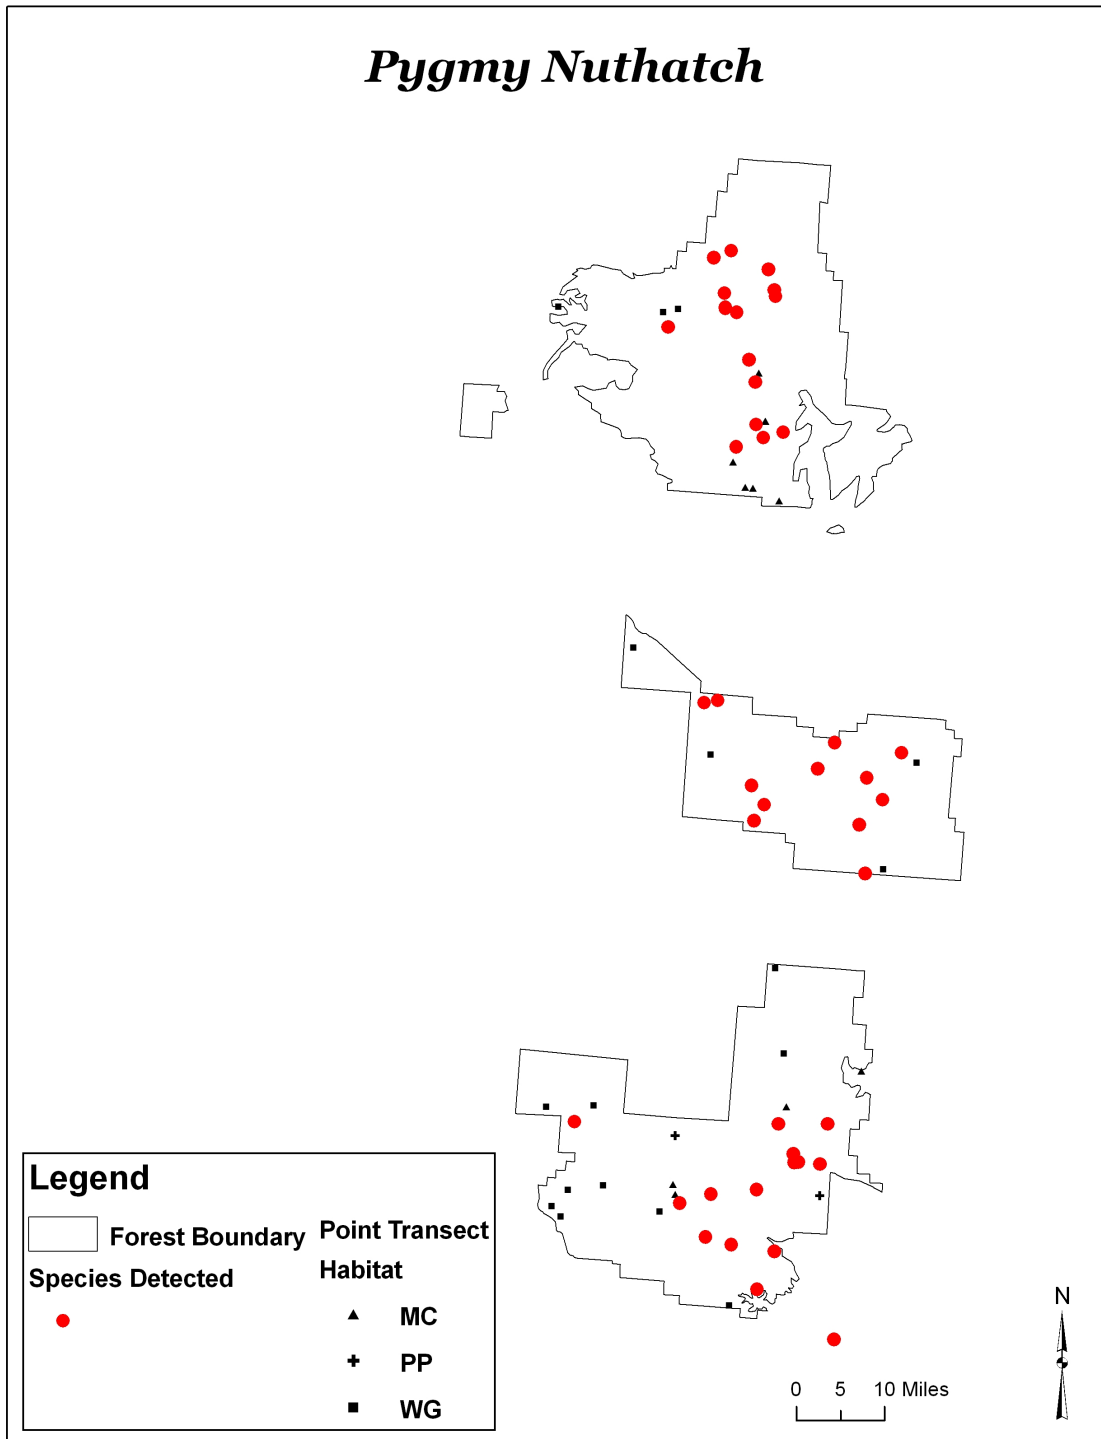 Pygmy Nuthatch
Legend
Forest Boundary
Species Detected
Point Transect
Habitat
MC
PP
WG
N
0 5 10 Miles